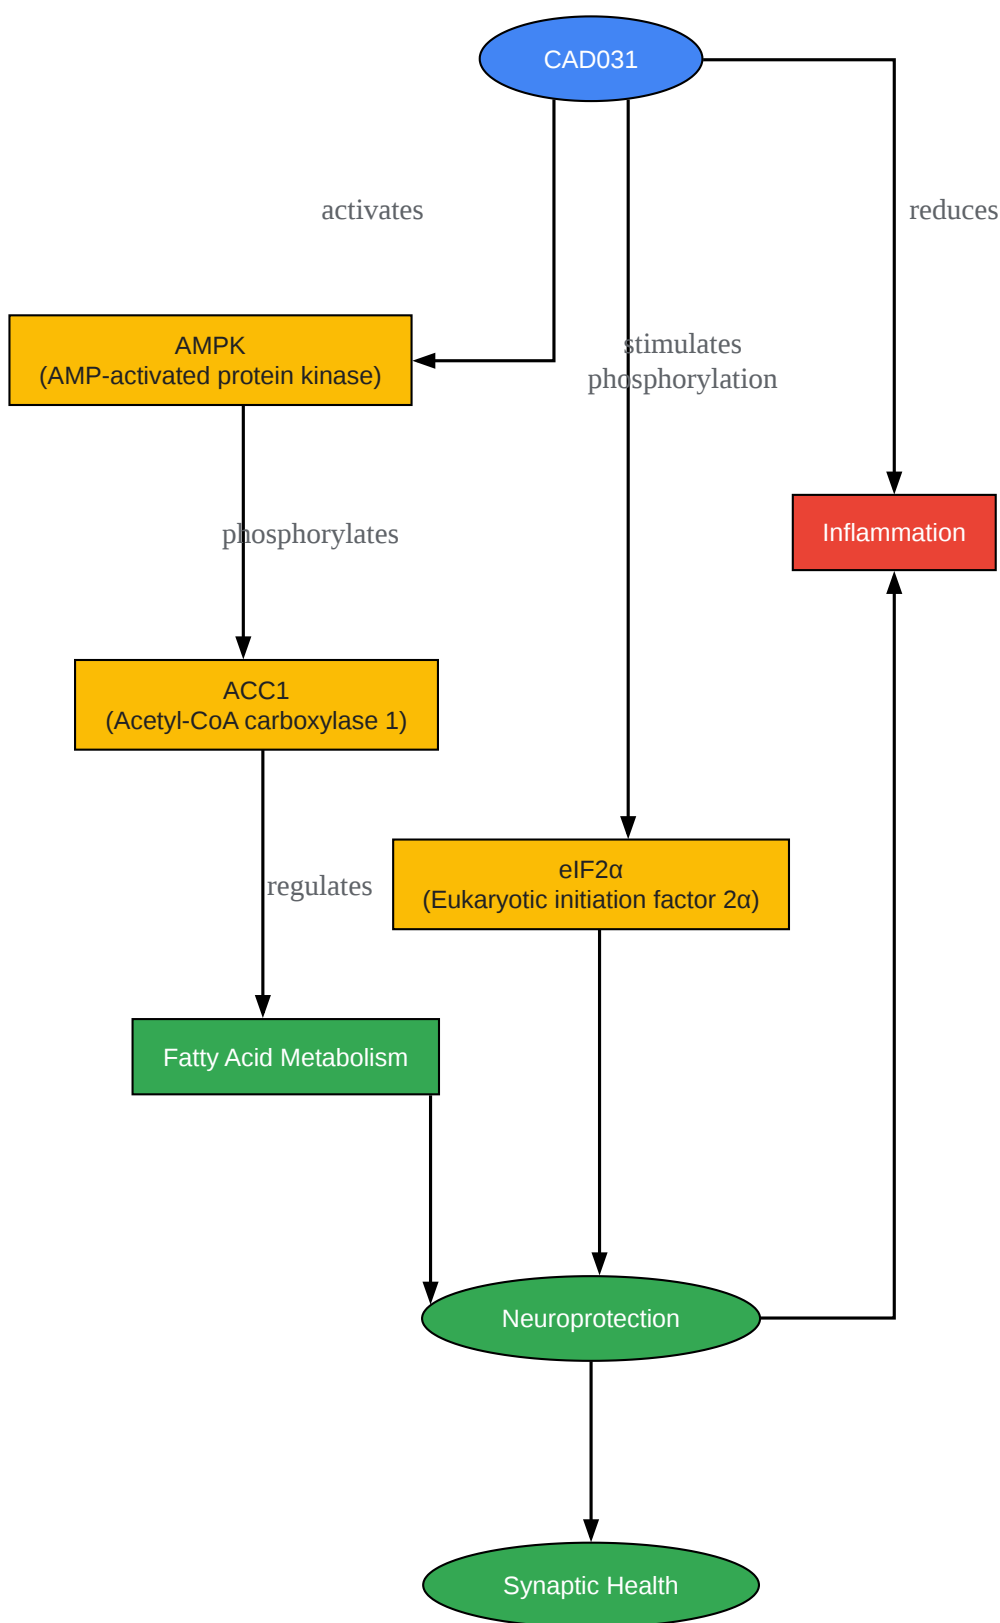 CAD031
activates
reduces
AMPK
(AMP-activated protein kinase)
stimulates
phosphorylation
phosphorylates
Inflammation
ACC1
(Acetyl-CoA carboxylase 1)
regulates
eIF2α
(Eukaryotic initiation factor 2α)
Fatty Acid Metabolism
Neuroprotection
Synaptic Health